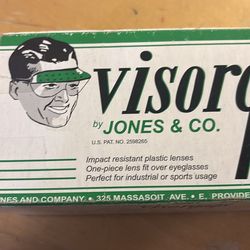 visoro
by JONES & CO.
U.S. PAT. NO. 2598265
Impact resistant plastic lenses
One-piece lens fit over eyeglasses
Perfect for industrial or sports usage
NES AND COMPANY • 325 MASSASOIT AVE. • E. PROVIDE